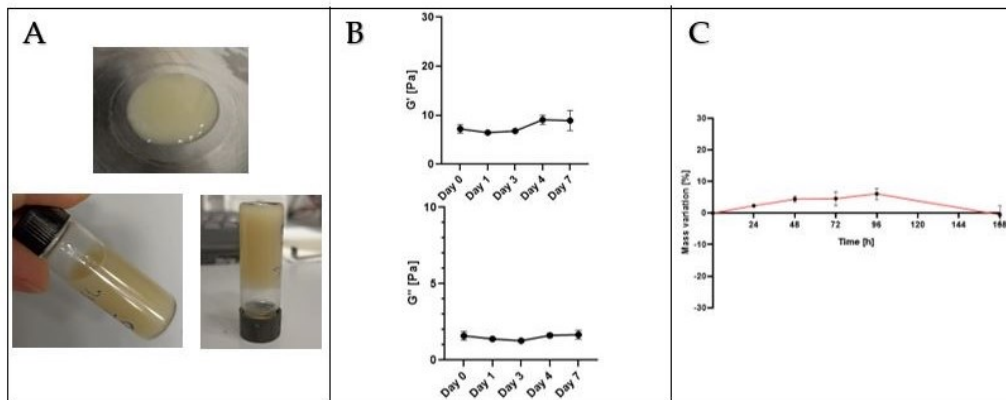 A
B
30
20
10
0
G' [Pa]
Day 0
Day 1
Day 3
Day 4
Day 7
10
5
0
G'' [Pa]
Day 0
Day 1
Day 3
Day 4
Day 7
C
30
20
10
0
-10
-20
-30
Mass variation [%]
24
48
72
96
120
144
168
Time [h]